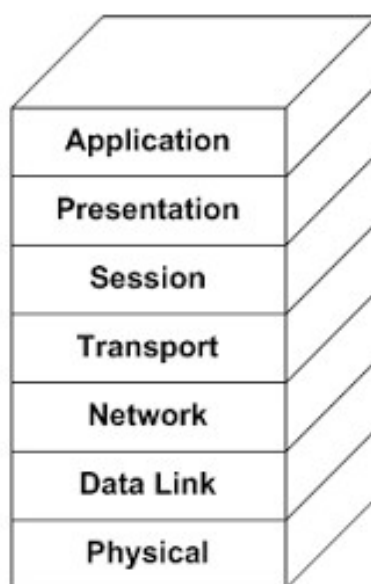 Application
Presentation
Session
Transport
Network
Data Link
Physical